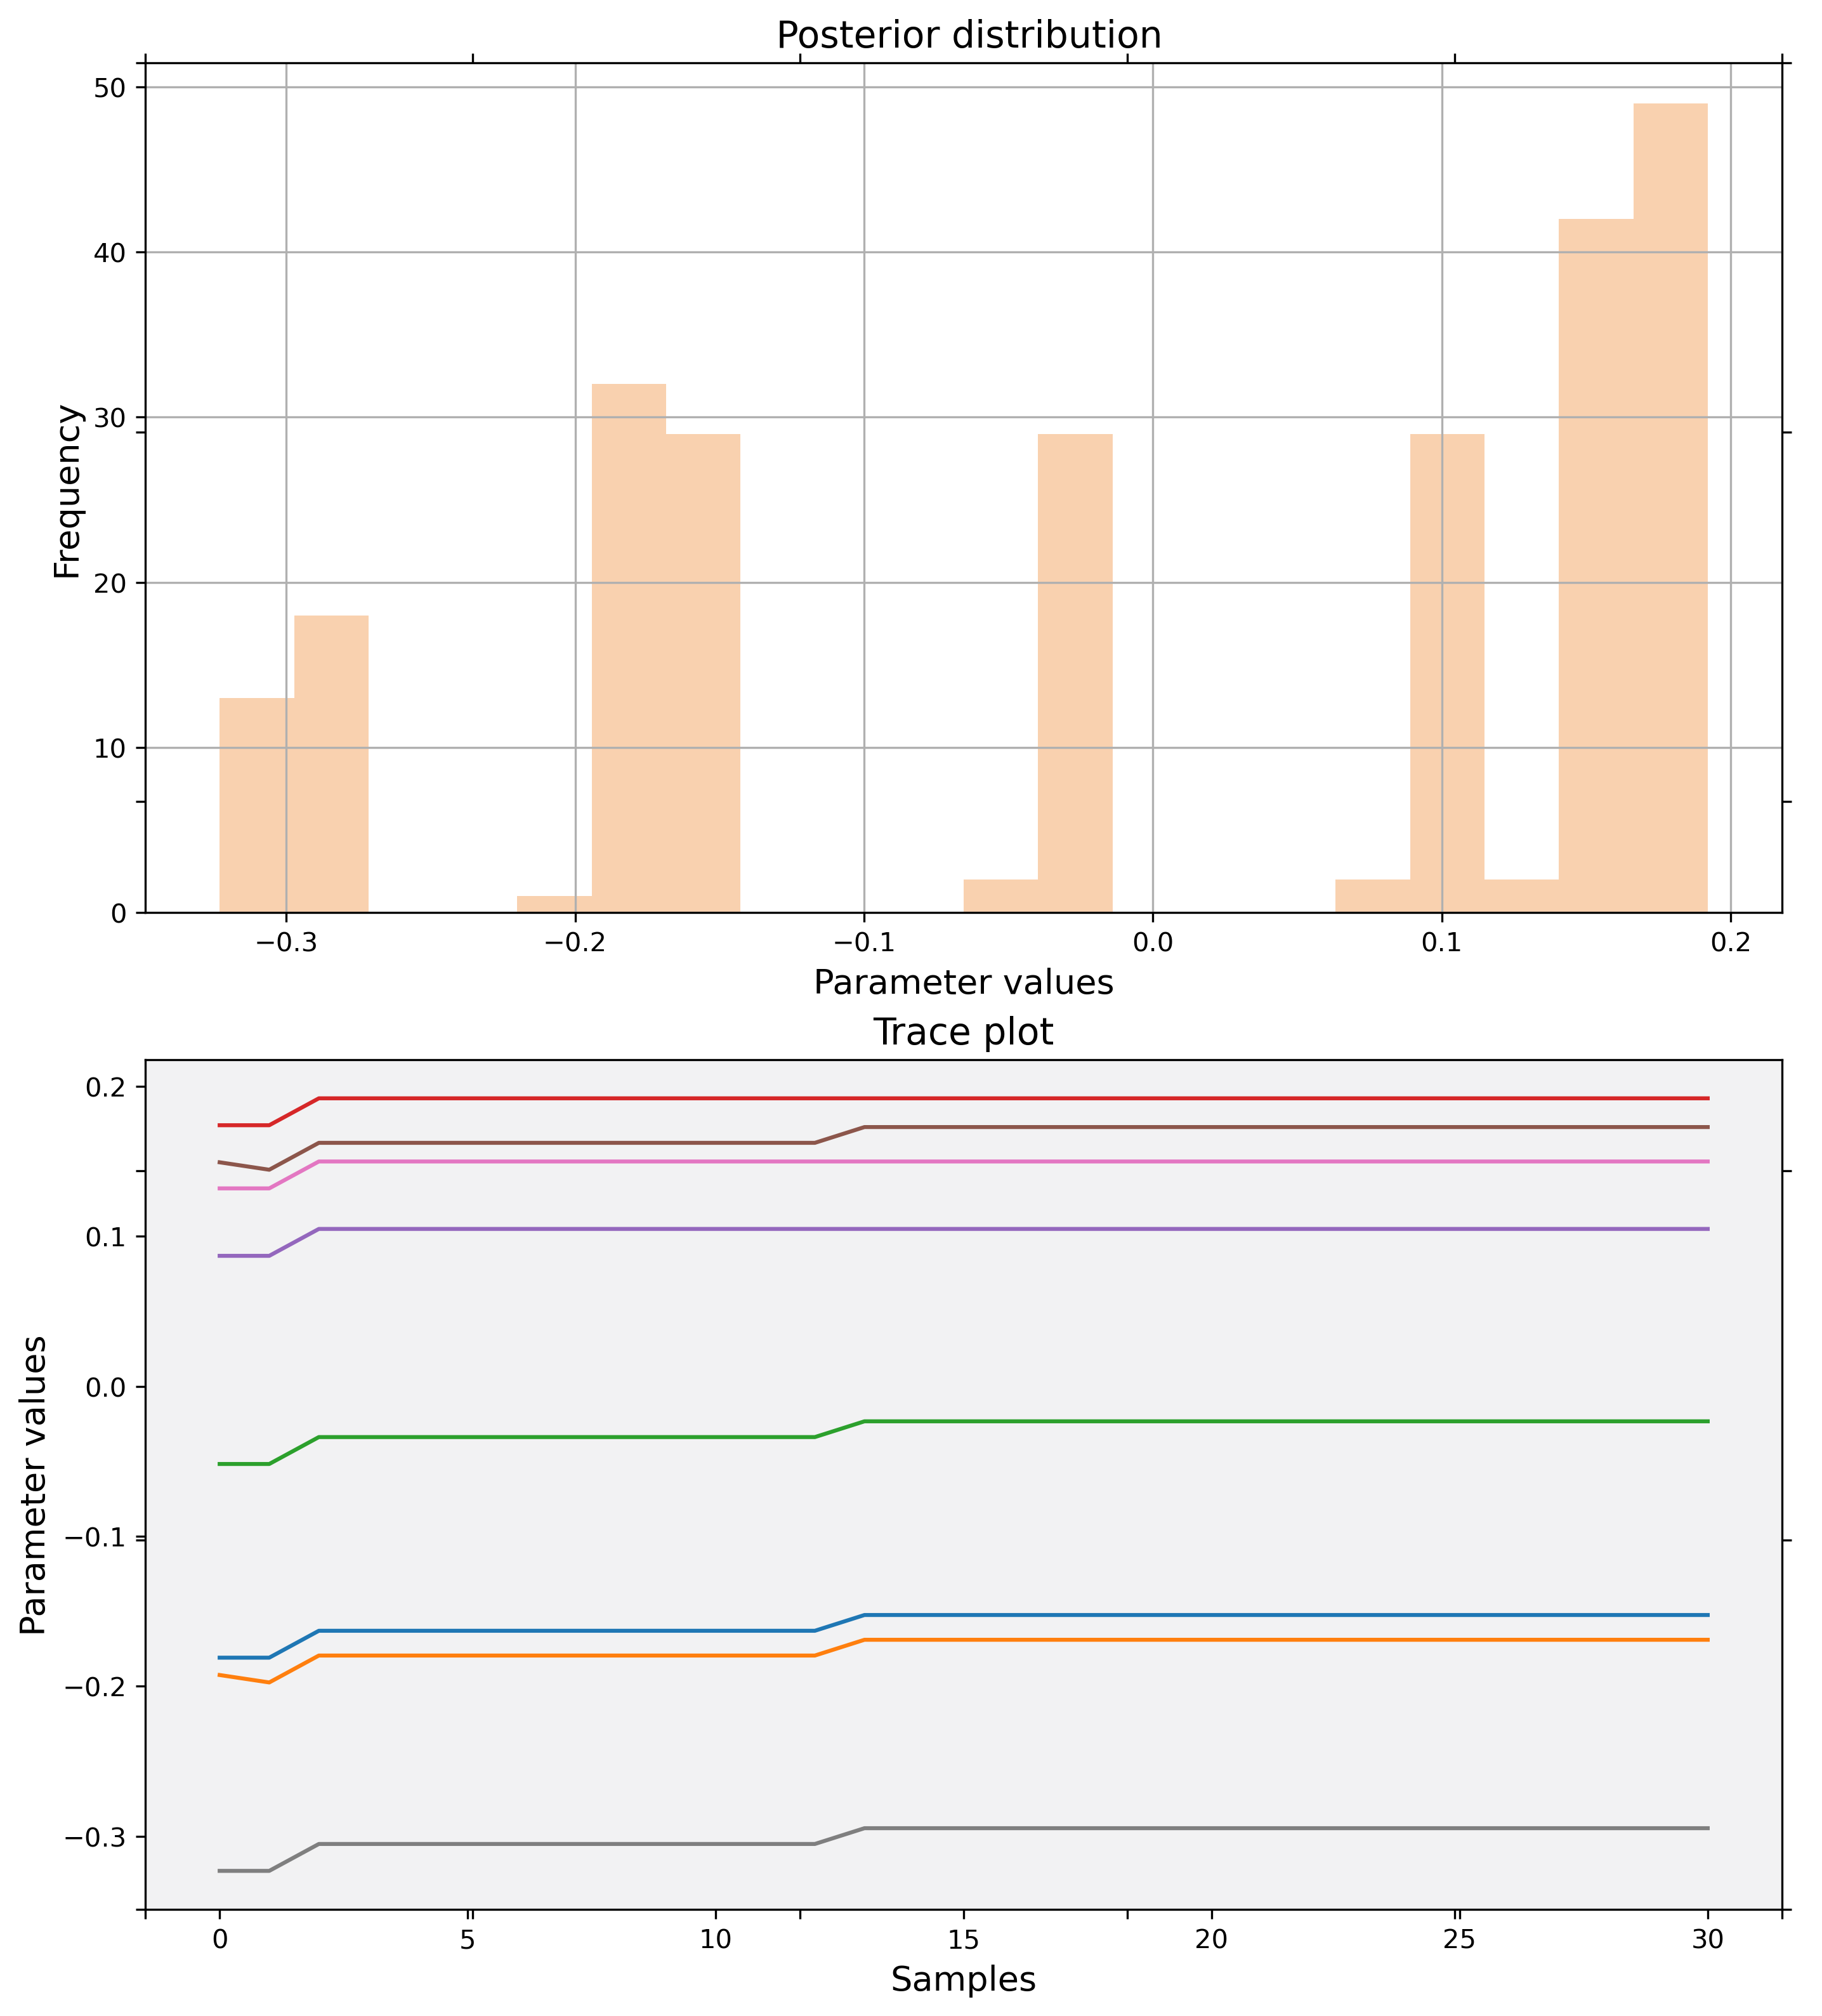 Posterior distribution
50
40
30
20
10
0
Frequency
−0.3 −0.2 −0.1 0.0 0.1 0.2
Parameter values
Trace plot
0.2
0.1
0.0
−0.1
−0.2
−0.3
Parameter values
0 5 10 15 20 25 30
Samples